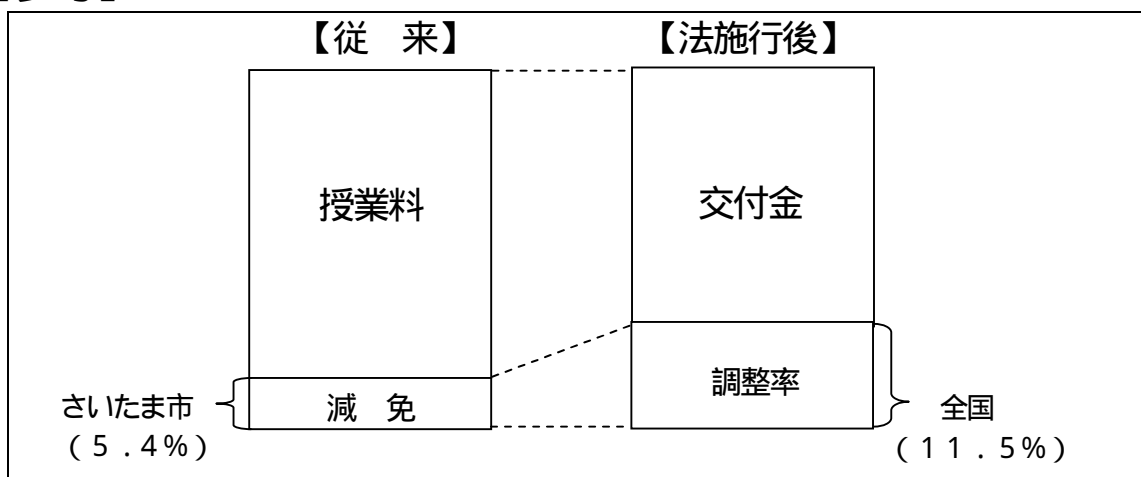 【従　来】
【法施行後】
授業料
交付金
減　免
調整率
さいたま市
（５．４％）
全国
（１１．５％）